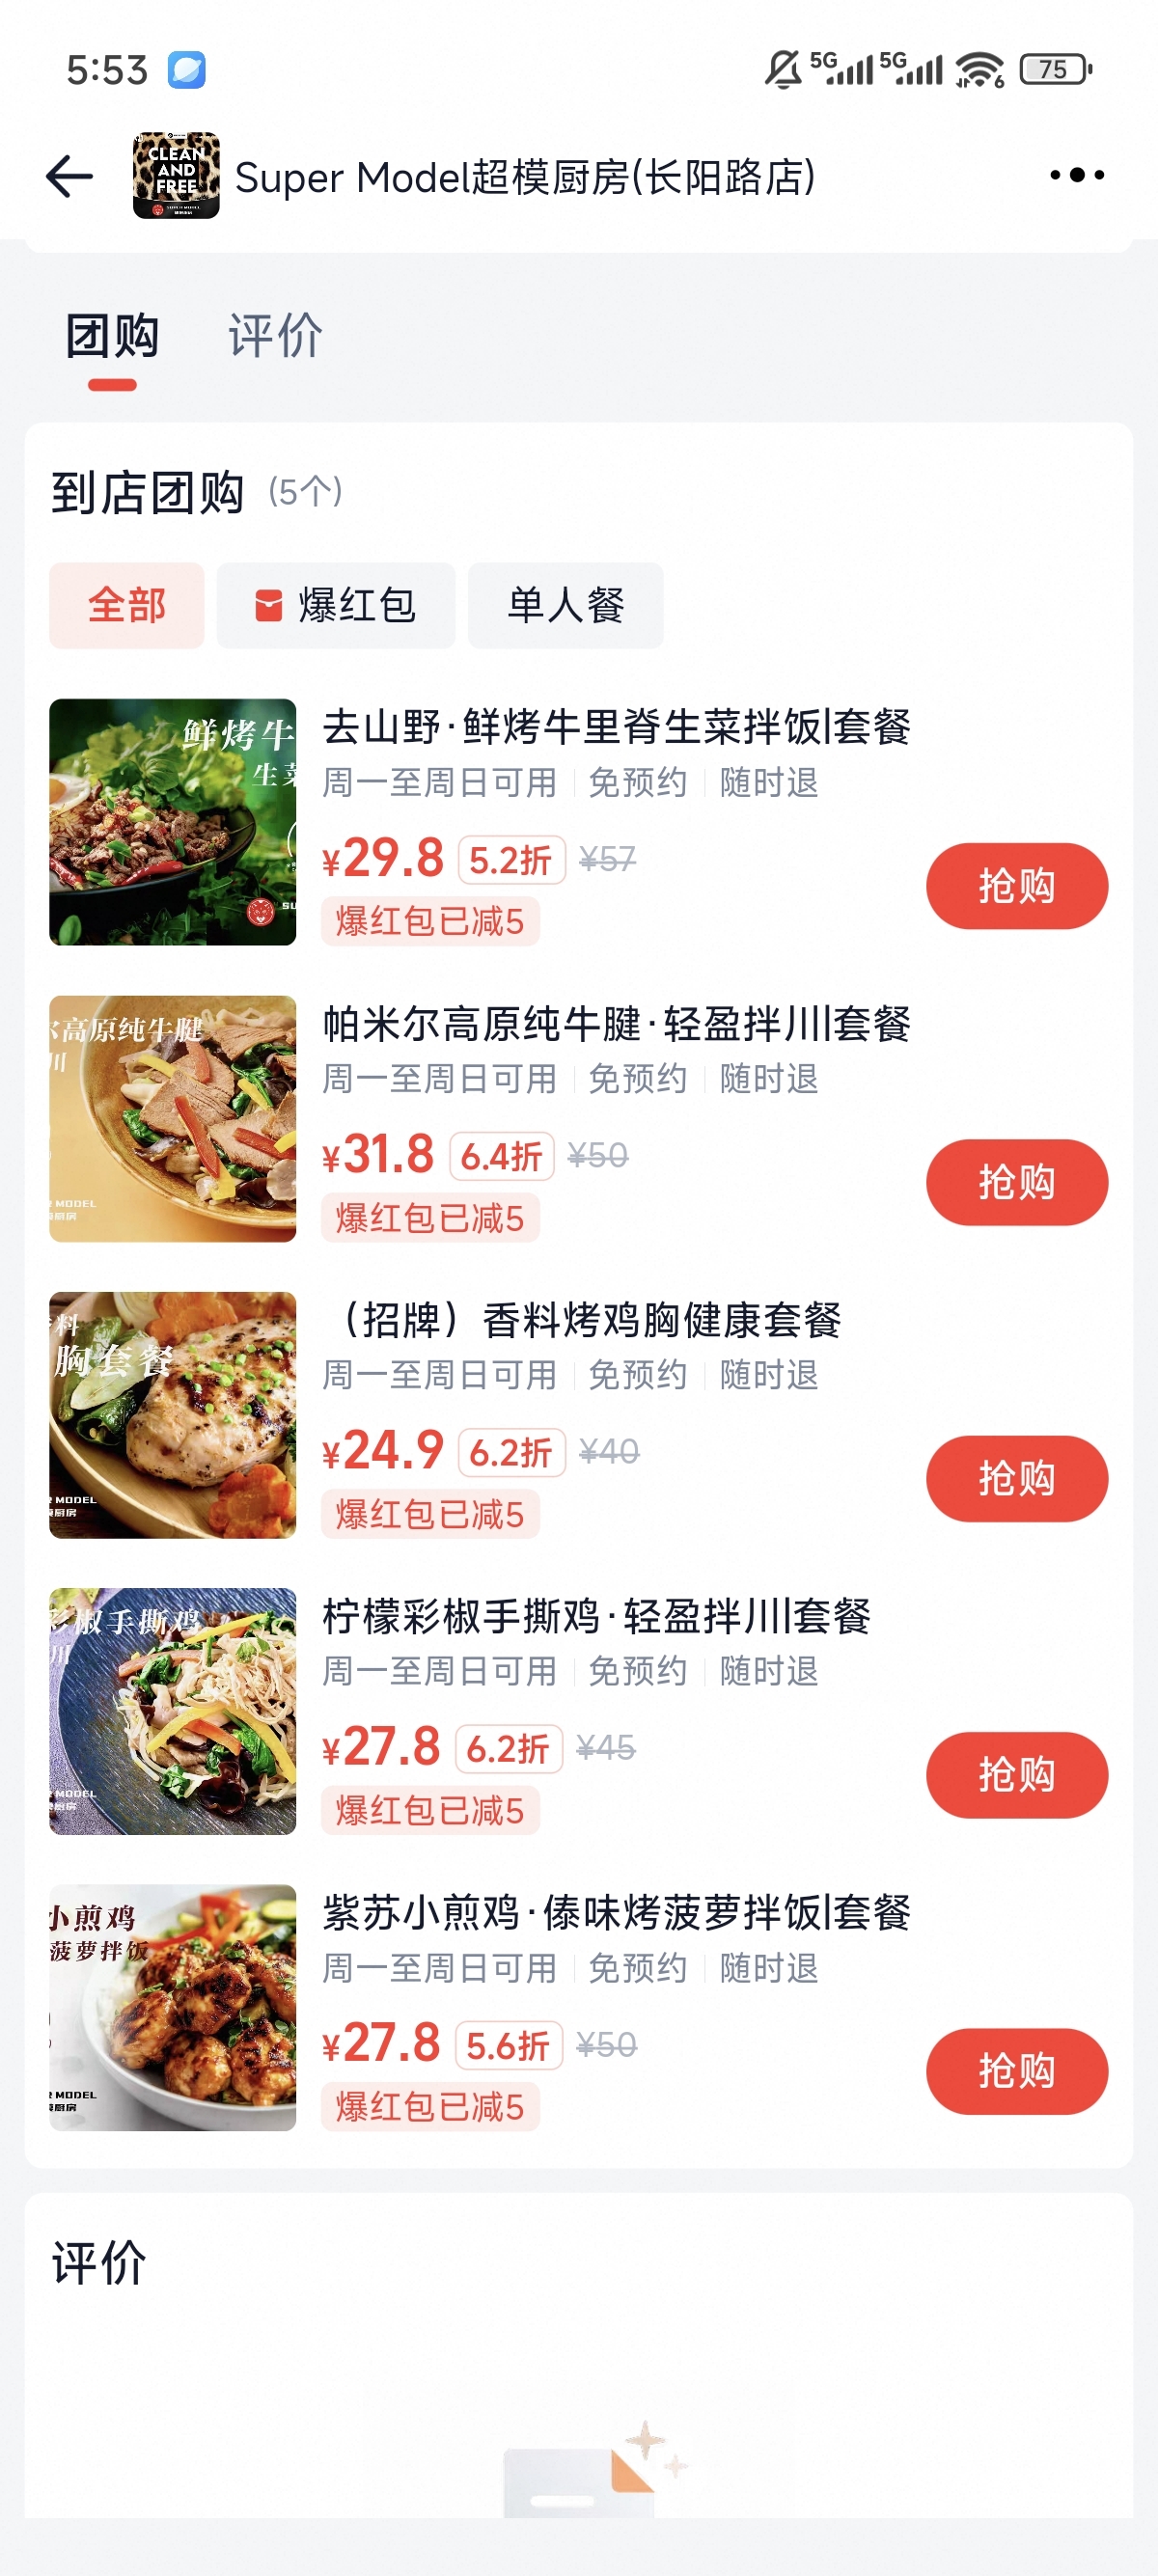 5:53
5G 5G 6 75
CLEAN
AND
FREE
Super Model超模厨房(长阳路店)
团购 评价
到店团购 (5个)
全部 爆红包 单人餐
鲜烤牛
生菜
去山野·鲜烤牛里脊生菜拌饭|套餐
周一至周日可用 免预约 随时退
¥29.8 5.2折 ¥57
爆红包已减5
抢购
尔高原纯牛腱
川
MODEL
厨房
帕米尔高原纯牛腱·轻盈拌川|套餐
周一至周日可用 免预约 随时退
¥31.8 6.4折 ¥50
爆红包已减5
抢购
料
胸套餐
MODEL
厨房
（招牌）香料烤鸡胸健康套餐
周一至周日可用 免预约 随时退
¥24.9 6.2折 ¥40
爆红包已减5
抢购
彩椒手撕鸡
川
MODEL
厨房
柠檬彩椒手撕鸡·轻盈拌川|套餐
周一至周日可用 免预约 随时退
¥27.8 6.2折 ¥45
爆红包已减5
抢购
小煎鸡
菠萝拌饭
MODEL
厨房
紫苏小煎鸡·傣味烤菠萝拌饭|套餐
周一至周日可用 免预约 随时退
¥27.8 5.6折 ¥50
爆红包已减5
抢购
评价